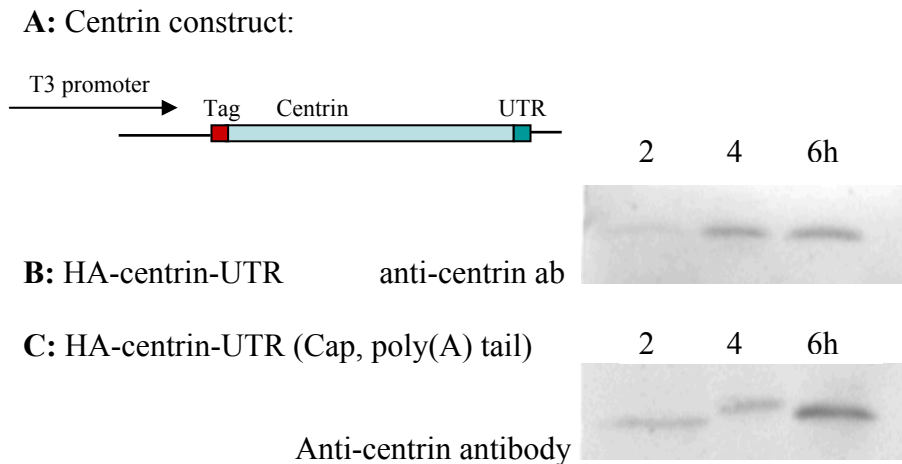 A: Centrin construct:
T3 promoter
Tag Centrin UTR
2 4 6h
B: HA-centrin-UTR anti-centrin ab
C: HA-centrin-UTR (Cap, poly(A) tail) 2 4 6h
Anti-centrin antibody